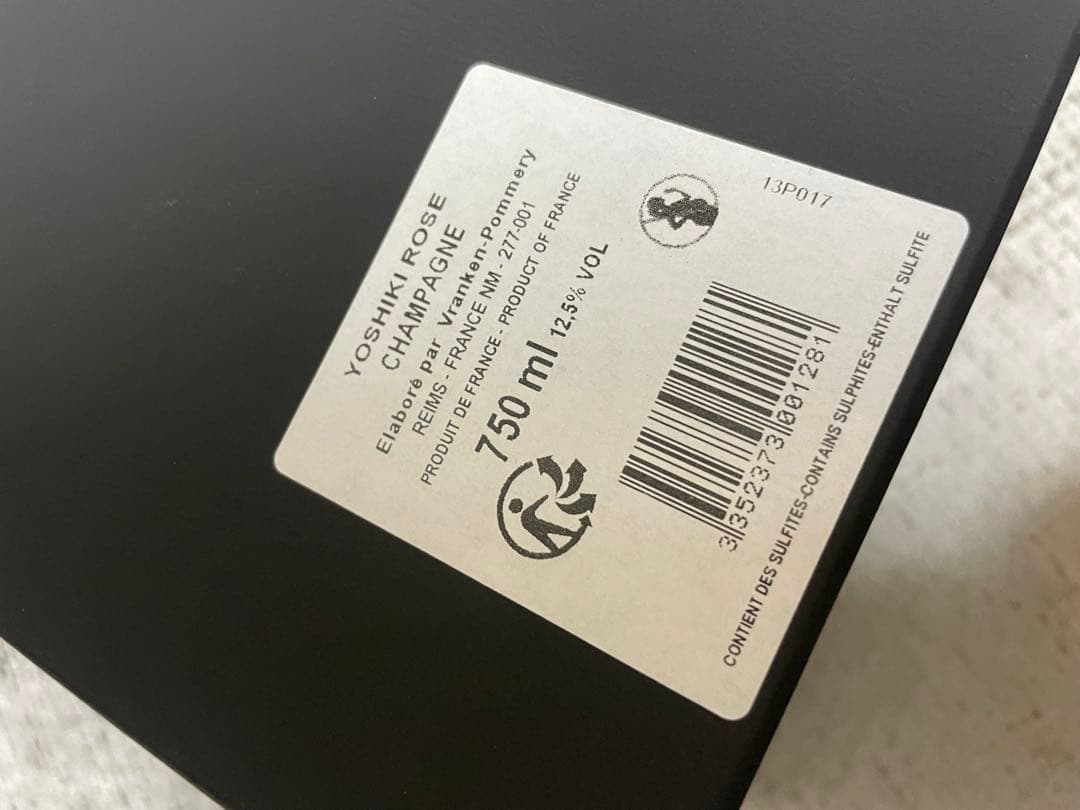 YOSHIKI ROSE
CHAMPAGNE
Elaboré par Vranken-Pommery
REIMS - FRANCE NM - 277-001
PRODUIT DE FRANCE - PRODUCT OF FRANCE
750 ml 12,5% VOL
13P017
3 352373 001281
CONTIENT DES SULFITES-CONTAINS SULPHITES-ENTHALT SULFITE